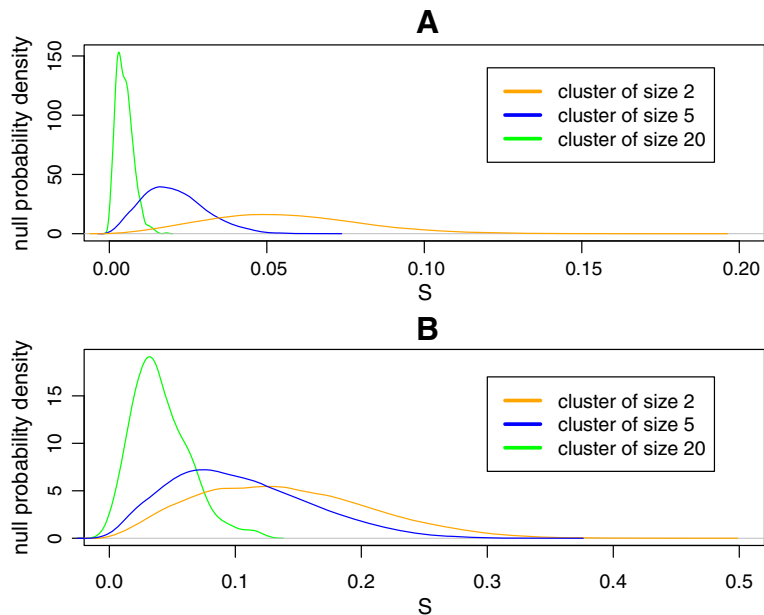 A
null probability density
150
100
50
0
cluster of size 2
cluster of size 5
cluster of size 20
0.00 0.05 0.10 0.15 0.20
S
B
null probability density
15
10
5
0
cluster of size 2
cluster of size 5
cluster of size 20
0.0 0.1 0.2 0.3 0.4 0.5
S